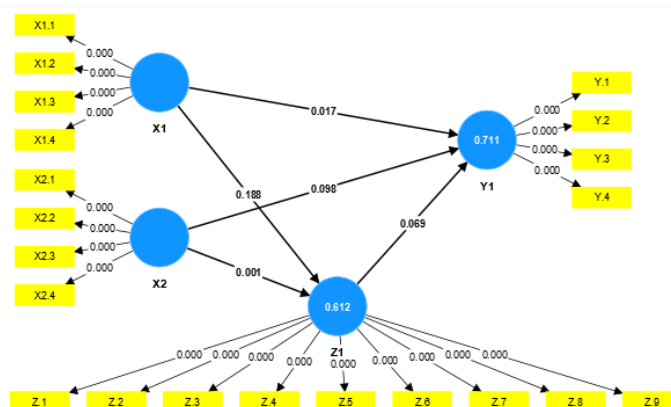 X1.1
X1.2
X1.3
X1.4
0.000
0.000
0.000
0.000
X1
X2.1
X2.2
X2.3
X2.4
0.000
0.000
0.000
0.000
X2
0.017
0.188
0.098
0.001
0.069
0.711
Y1
0.000
0.000
0.000
0.000
Y.1
Y.2
Y.3
Y.4
0.612
Z1
0.000
0.000
0.000
0.000
0.000
0.000
0.000
0.000
0.000
Z.1
Z.2
Z.3
Z.4
Z.5
Z.6
Z.7
Z.8
Z.9